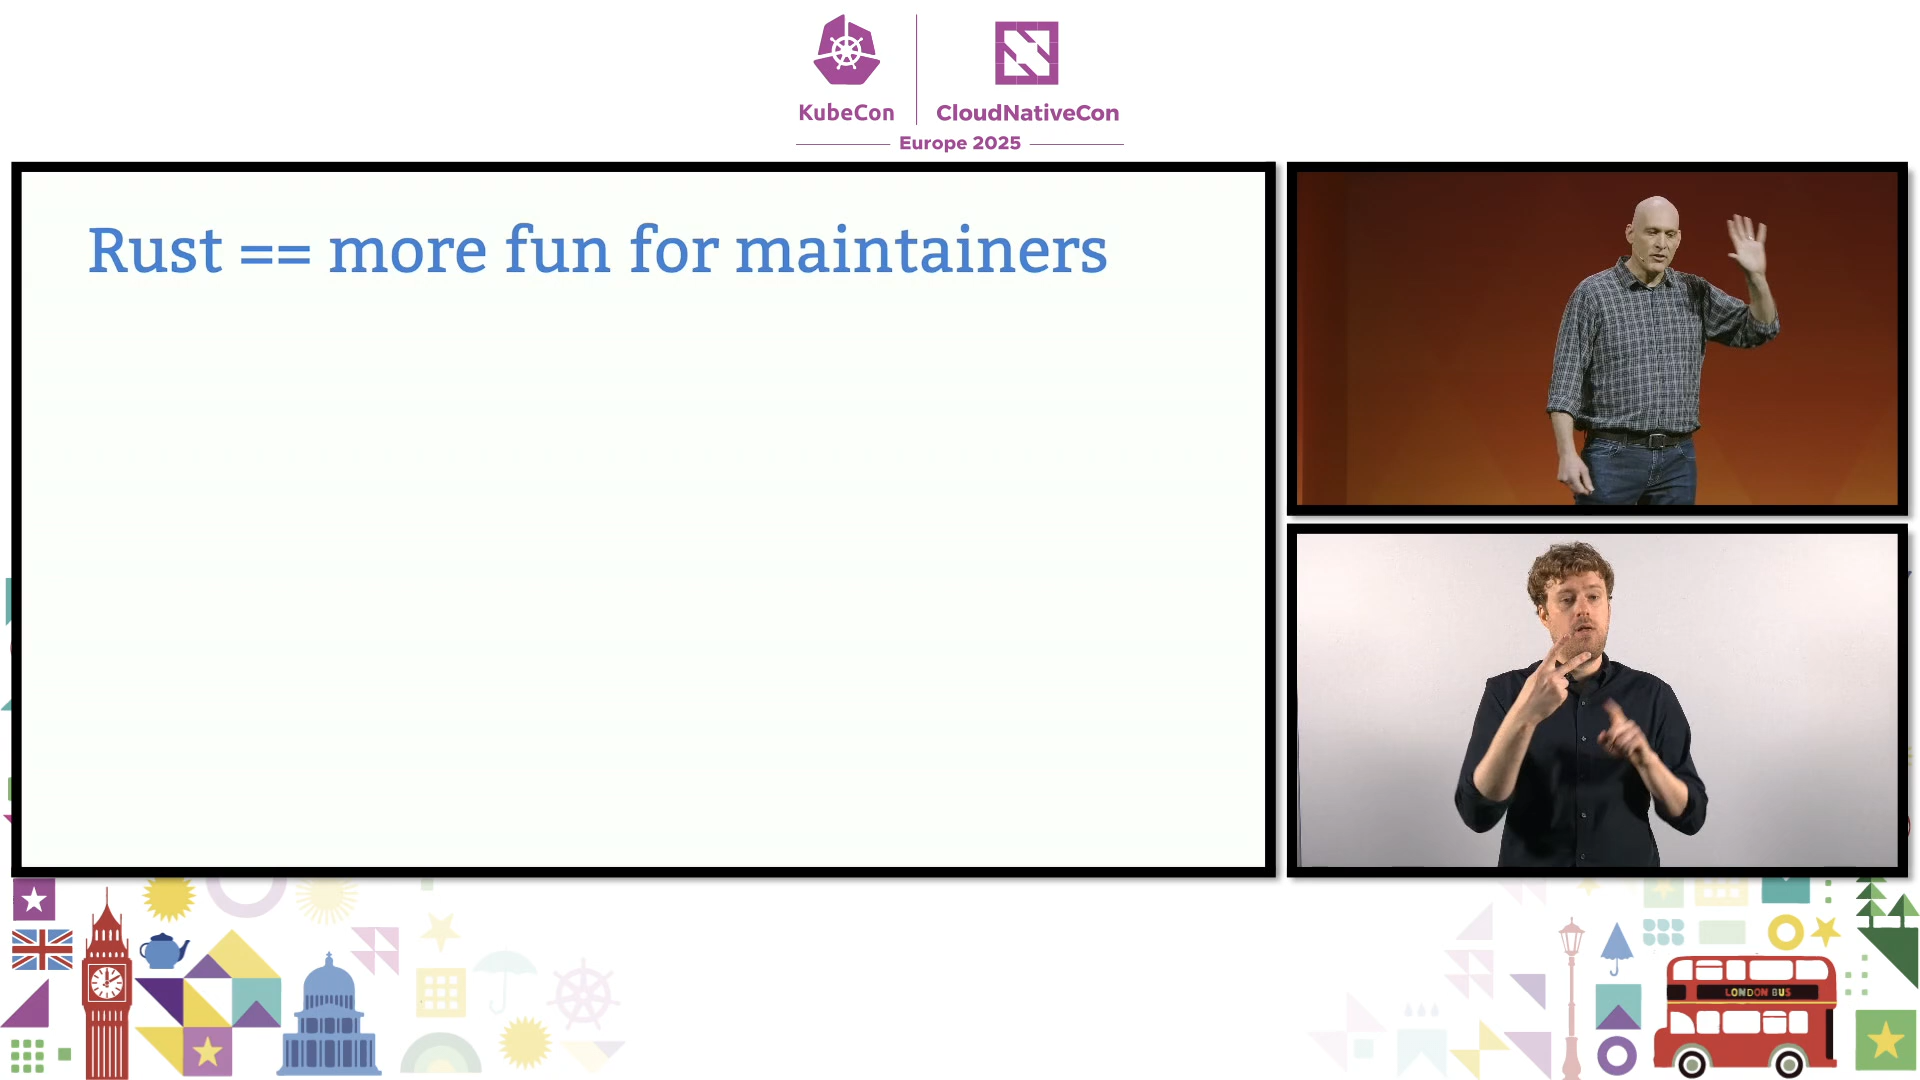 KubeCon
CloudNativeCon
Europe 2025
Rust == more fun for maintainers
LONDON BUS